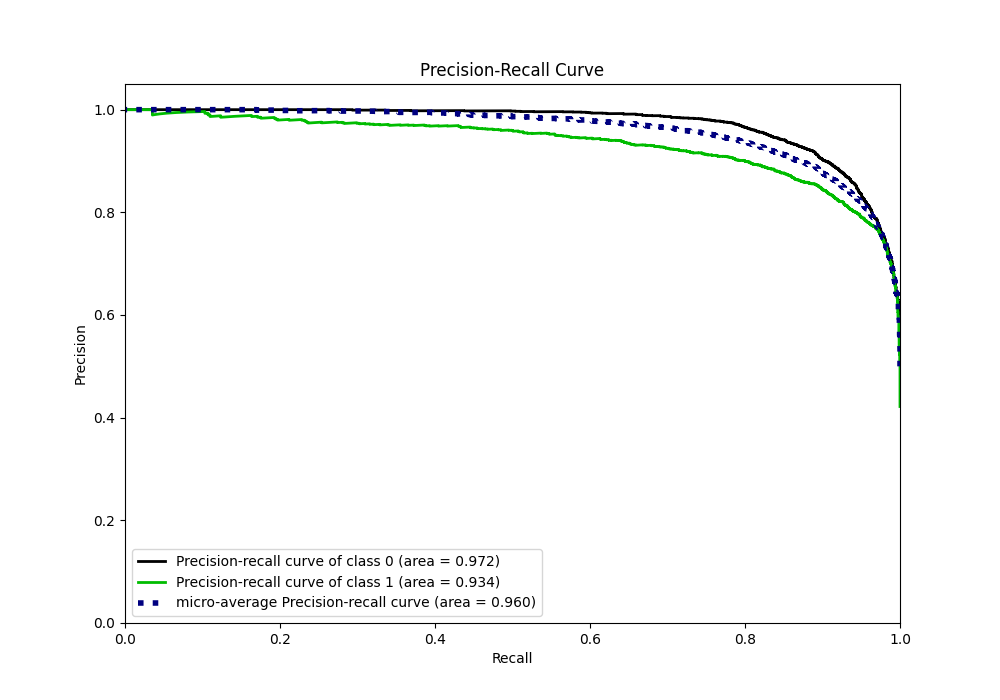 Precision-Recall Curve
1.0
0.8
0.6
0.4
0.2
0.0
Precision
Precision-recall curve of class 0 (area = 0.972)
Precision-recall curve of class 1 (area = 0.934)
micro-average Precision-recall curve (area = 0.960)
0.0 0.2 0.4 0.6 0.8 1.0
Recall